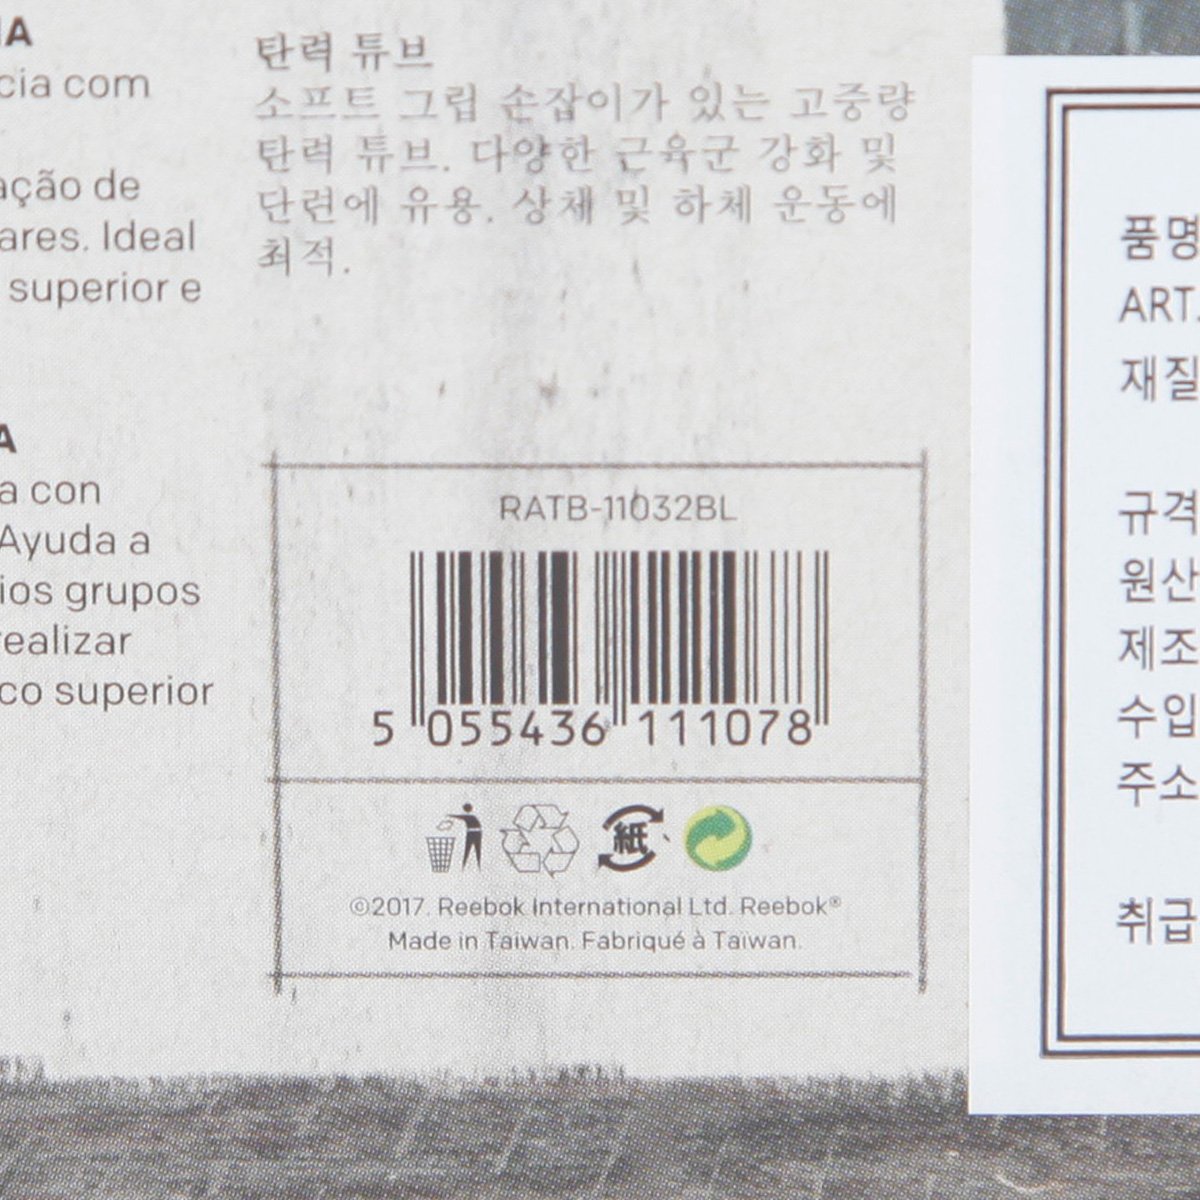 IA
cia com
ação de
ares. Ideal
superior e
A
a con
Ayuda a
ios grupos
realizar
co superior
탄력 튜브
소프트 그립 손잡이가 있는 고중량
탄력 튜브. 다양한 근육군 강화 및
단련에 유용. 상체 및 하체 운동에
최적.
RATB-11032BL
5 055436 111078
紙
©2017. Reebok International Ltd. Reebok®
Made in Taiwan. Fabriqué à Taiwan.
품명
ART.
재질
규격
원산
제조
수입
주소
취급